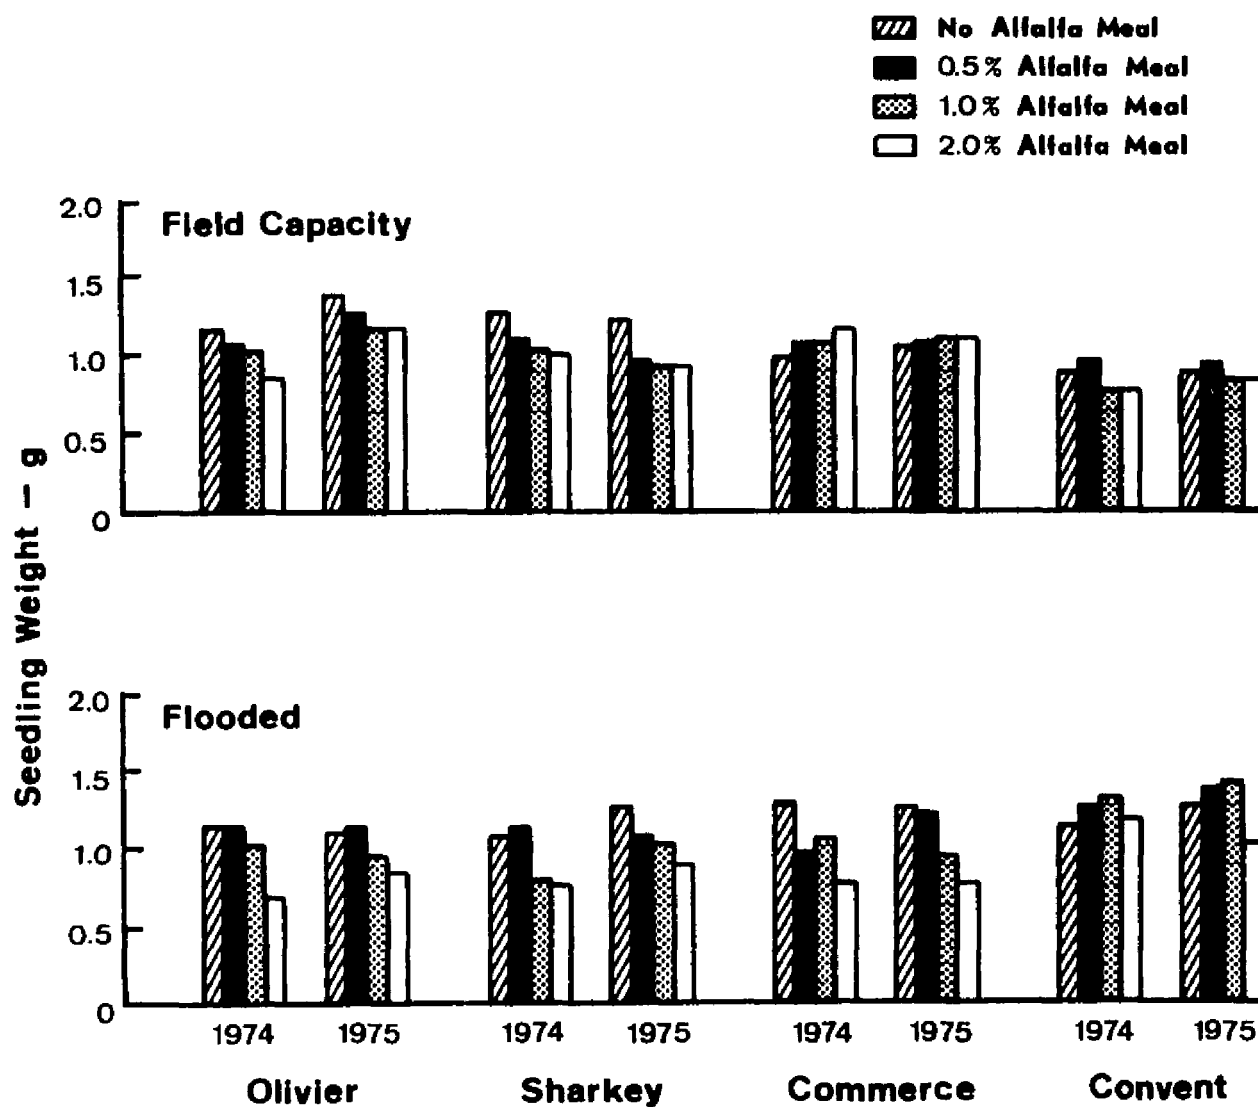 No Alfalfa Meal
0.5% Alfalfa Meal
1.0% Alfalfa Meal
2.0% Alfalfa Meal
Seedling Weight – g
Field Capacity
2.0
1.5
1.0
0.5
0
Flooded
2.0
1.5
1.0
0.5
0
1974 1975 1974 1975 1974 1975 1974 1975
Olivier Sharkey Commerce Convent